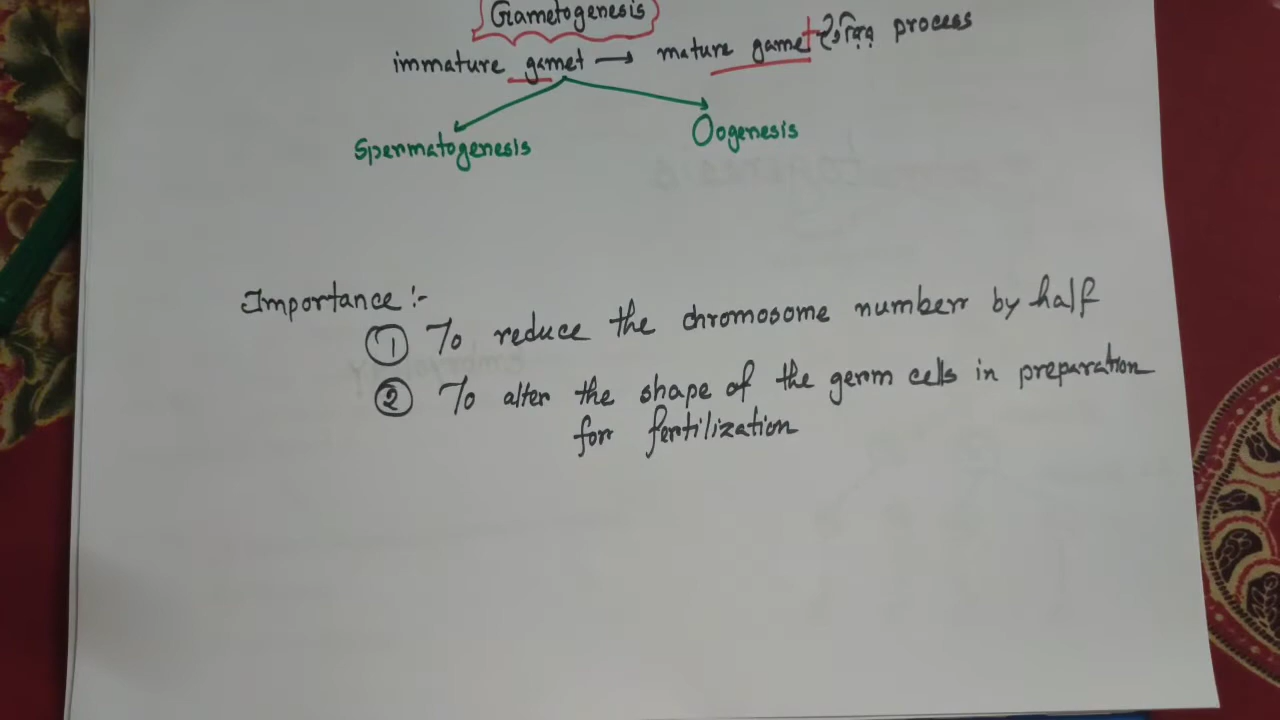 Gametogenesis
immature gamet → mature gamet তৈরির process
Spermatogenesis
Oogenesis
Importance :-
① To reduce the chromosome number by half
② To alter the shape of the germ cells in preparation
for fertilization